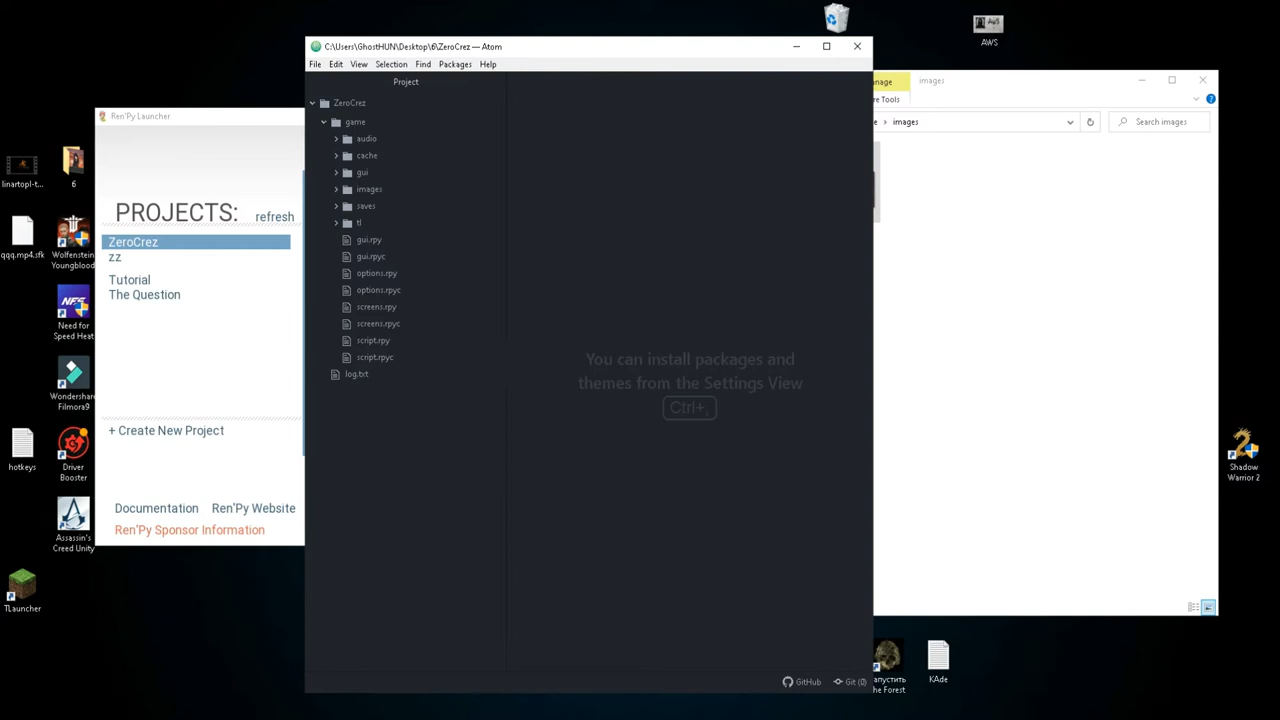 AWS
C:\Users\GhostHUN\Desktop\6\ZeroCrez — Atom
File Edit View Selection Find Packages Help
Project
ZeroCrez
game
audio
cache
gui
images
saves
tl
gui.rpy
gui.rpyc
options.rpy
options.rpyc
screens.rpy
screens.rpyc
script.rpy
script.rpyc
log.txt
You can install packages and
themes from the Settings View
Ctrl+,
GitHub Git (0)
Ren'Py Launcher
PROJECTS: refresh
ZeroCrez
zz
Tutorial
The Question
+ Create New Project
Documentation Ren'Py Website
Ren'Py Sponsor Information
anage images
re Tools
e › images
Search images
linartopl-t...
6
qqq.mp4.sfk
Wolfenstein
Youngblood
Need for
Speed Heat
Wondershare
Filmora9
hotkeys
Driver
Booster
Assassin's
Creed Unity
TLauncher
Shadow
Warrior 2
апустить
he Forest
KAde